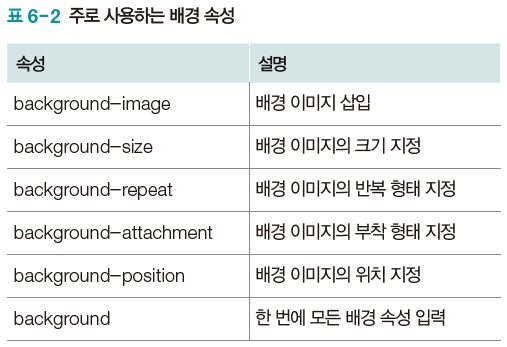 표 6-2 주로 사용하는 배경 속성
속성 설명
background-image 배경 이미지 삽입
background-size 배경 이미지의 크기 지정
background-repeat 배경 이미지의 반복 형태 지정
background-attachment 배경 이미지의 부착 형태 지정
background-position 배경 이미지의 위치 지정
background 한 번에 모든 배경 속성 입력